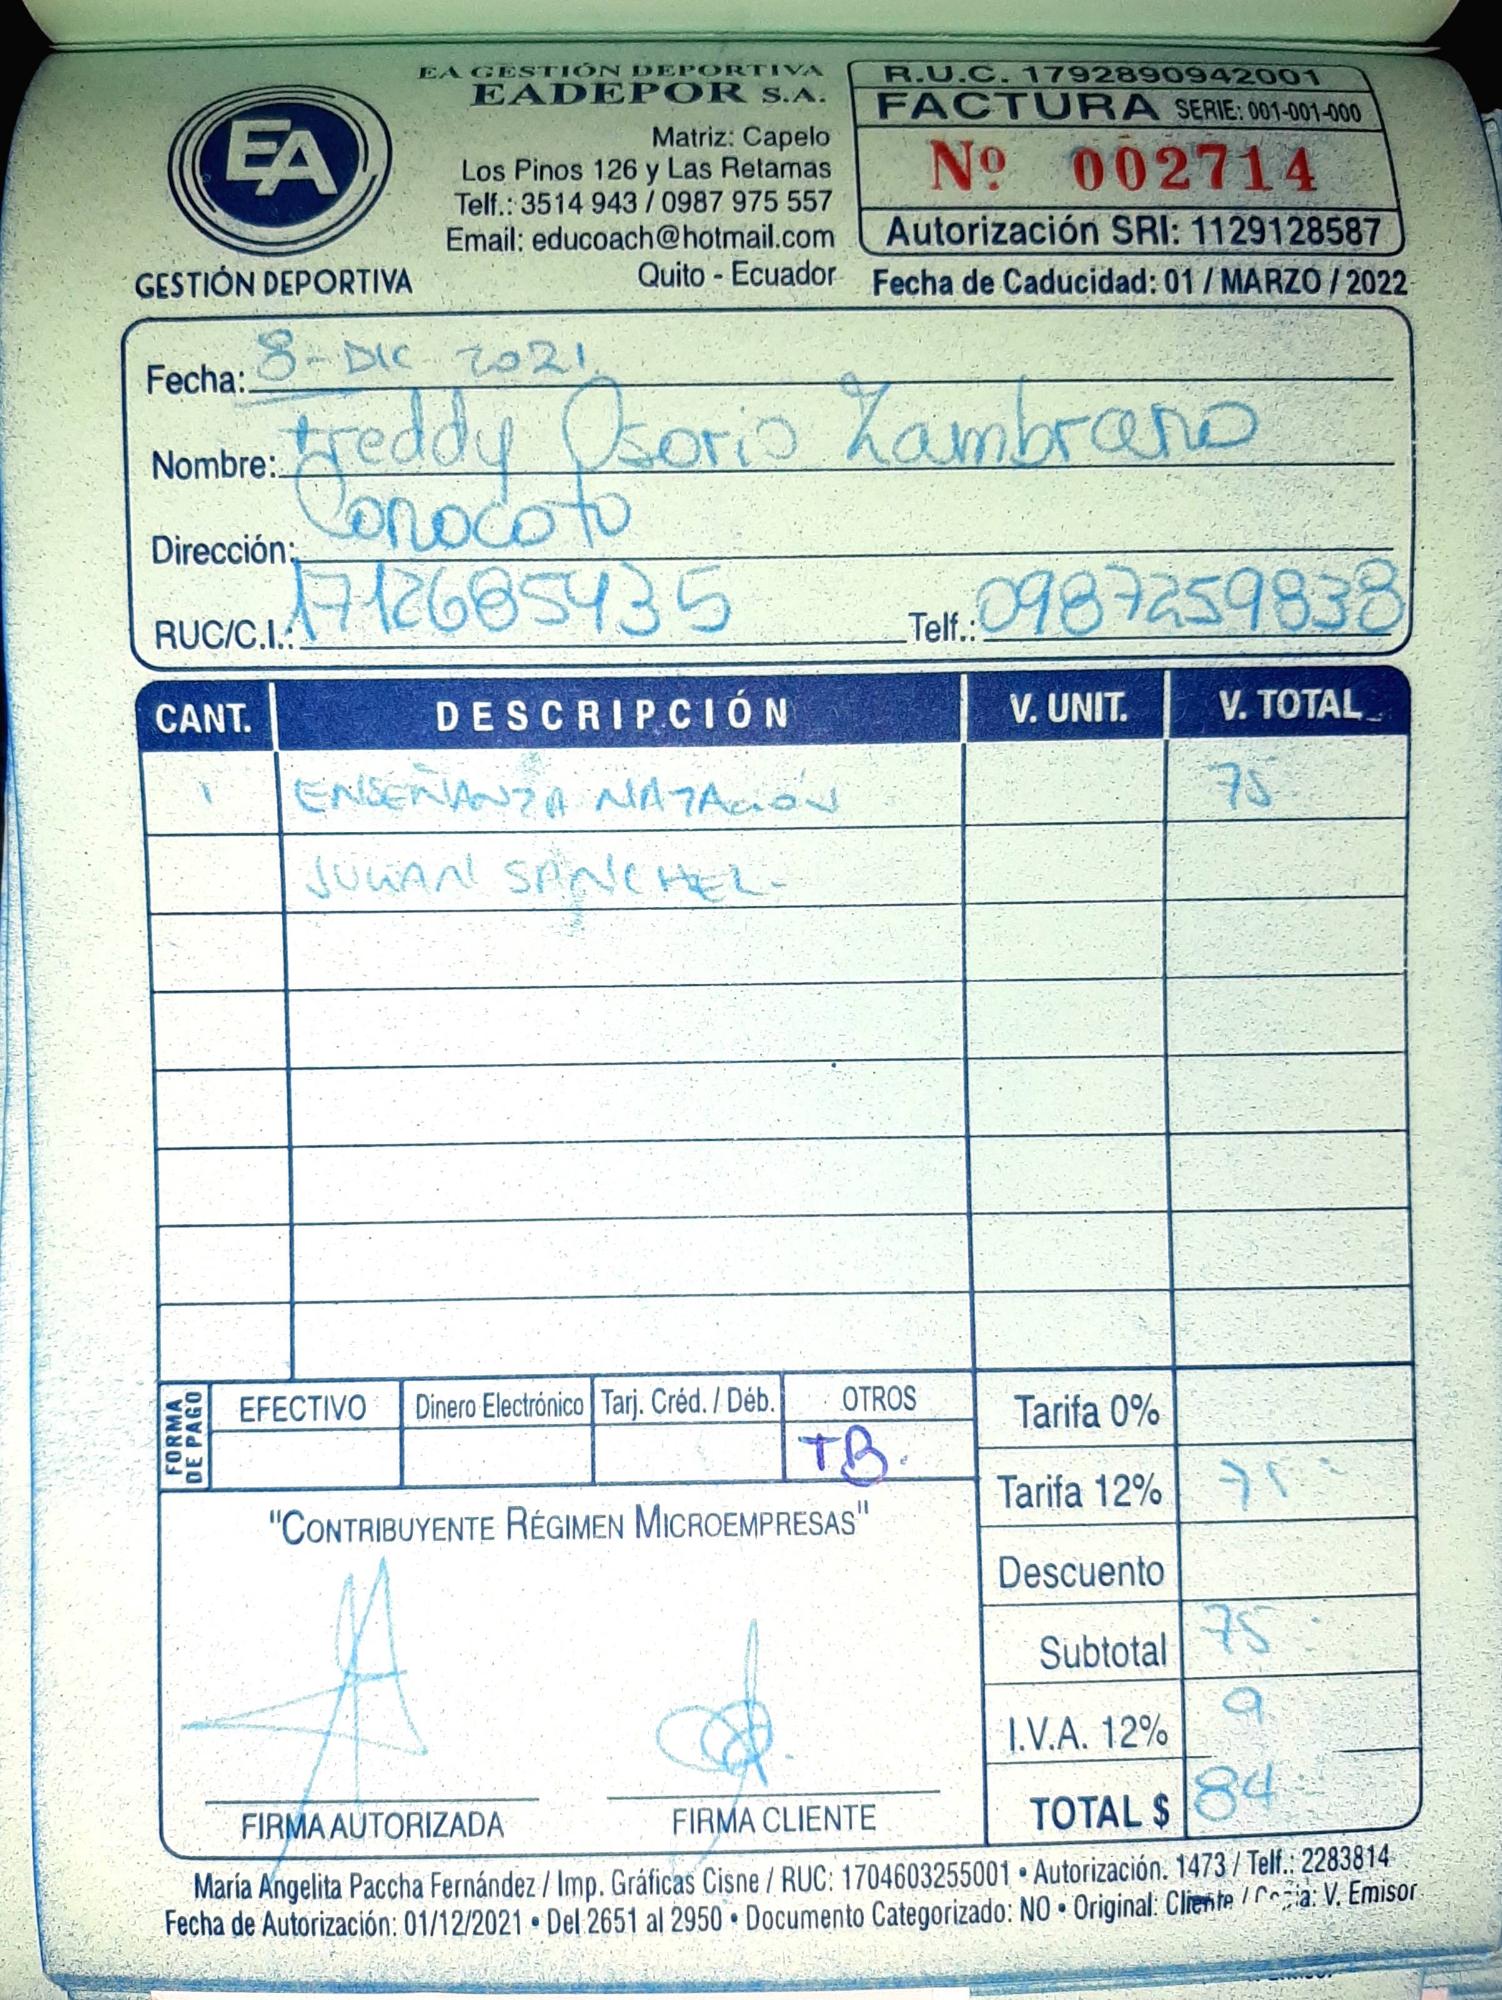 EA GESTIÓN DEPORTIVA
EADEPOR S.A.
Matriz: Capelo
Los Pinos 126 y Las Retamas
Telf.: 3514 943 / 0987 975 557
Email: educoach@hotmail.com
Quito - Ecuador
EA
GESTIÓN DEPORTIVA
R.U.C. 1792890942001
FACTURA SERIE: 001-001-000
Nº 002714
Autorización SRI: 1129128587
Fecha de Caducidad: 01 / MARZO / 2022
Fecha: 8-DIC 2021
Nombre: Freddy Osorio Zambrano
Dirección: Conocoto
RUC/C.I.: 1712685435 Telf.: 0987259838
CANT. DESCRIPCIÓN V. UNIT. V. TOTAL
1 ENSEÑANZA NATACIÓN 75
JULIAN SÁNCHEZ.
FORMA DE PAGO EFECTIVO Dinero Electrónico Tarj. Créd. / Déb. OTROS
TB.
Tarifa 0%
Tarifa 12% 75
Descuento
Subtotal 75
I.V.A. 12% 9
TOTAL $ 84
"CONTRIBUYENTE RÉGIMEN MICROEMPRESAS"
FIRMA AUTORIZADA FIRMA CLIENTE
María Angelita Paccha Fernández / Imp. Gráficas Cisne / RUC: 1704603255001 • Autorización. 1473 / Telf.: 2283814
Fecha de Autorización: 01/12/2021 • Del 2651 al 2950 • Documento Categorizado: NO • Original: Cliente / Copia: V. Emisor